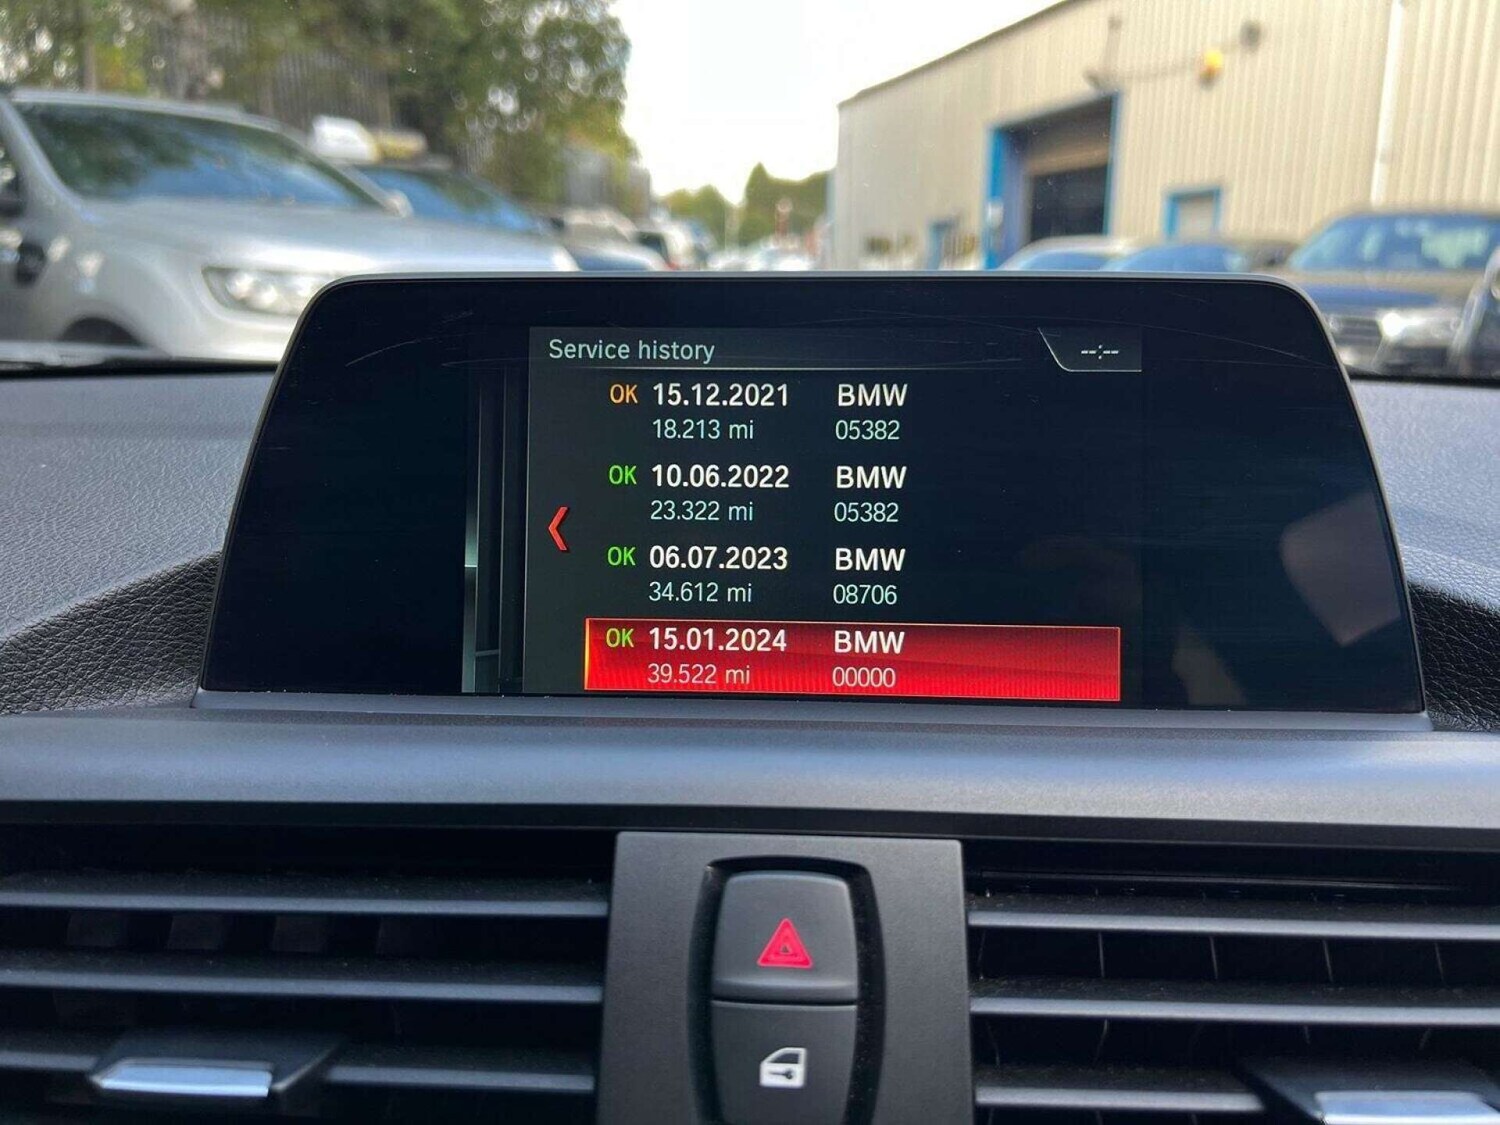 Service history --:--
OK 15.12.2021 BMW
18.213 mi 05382
OK 10.06.2022 BMW
23.322 mi 05382
OK 06.07.2023 BMW
34.612 mi 08706
OK 15.01.2024 BMW
39.522 mi 00000